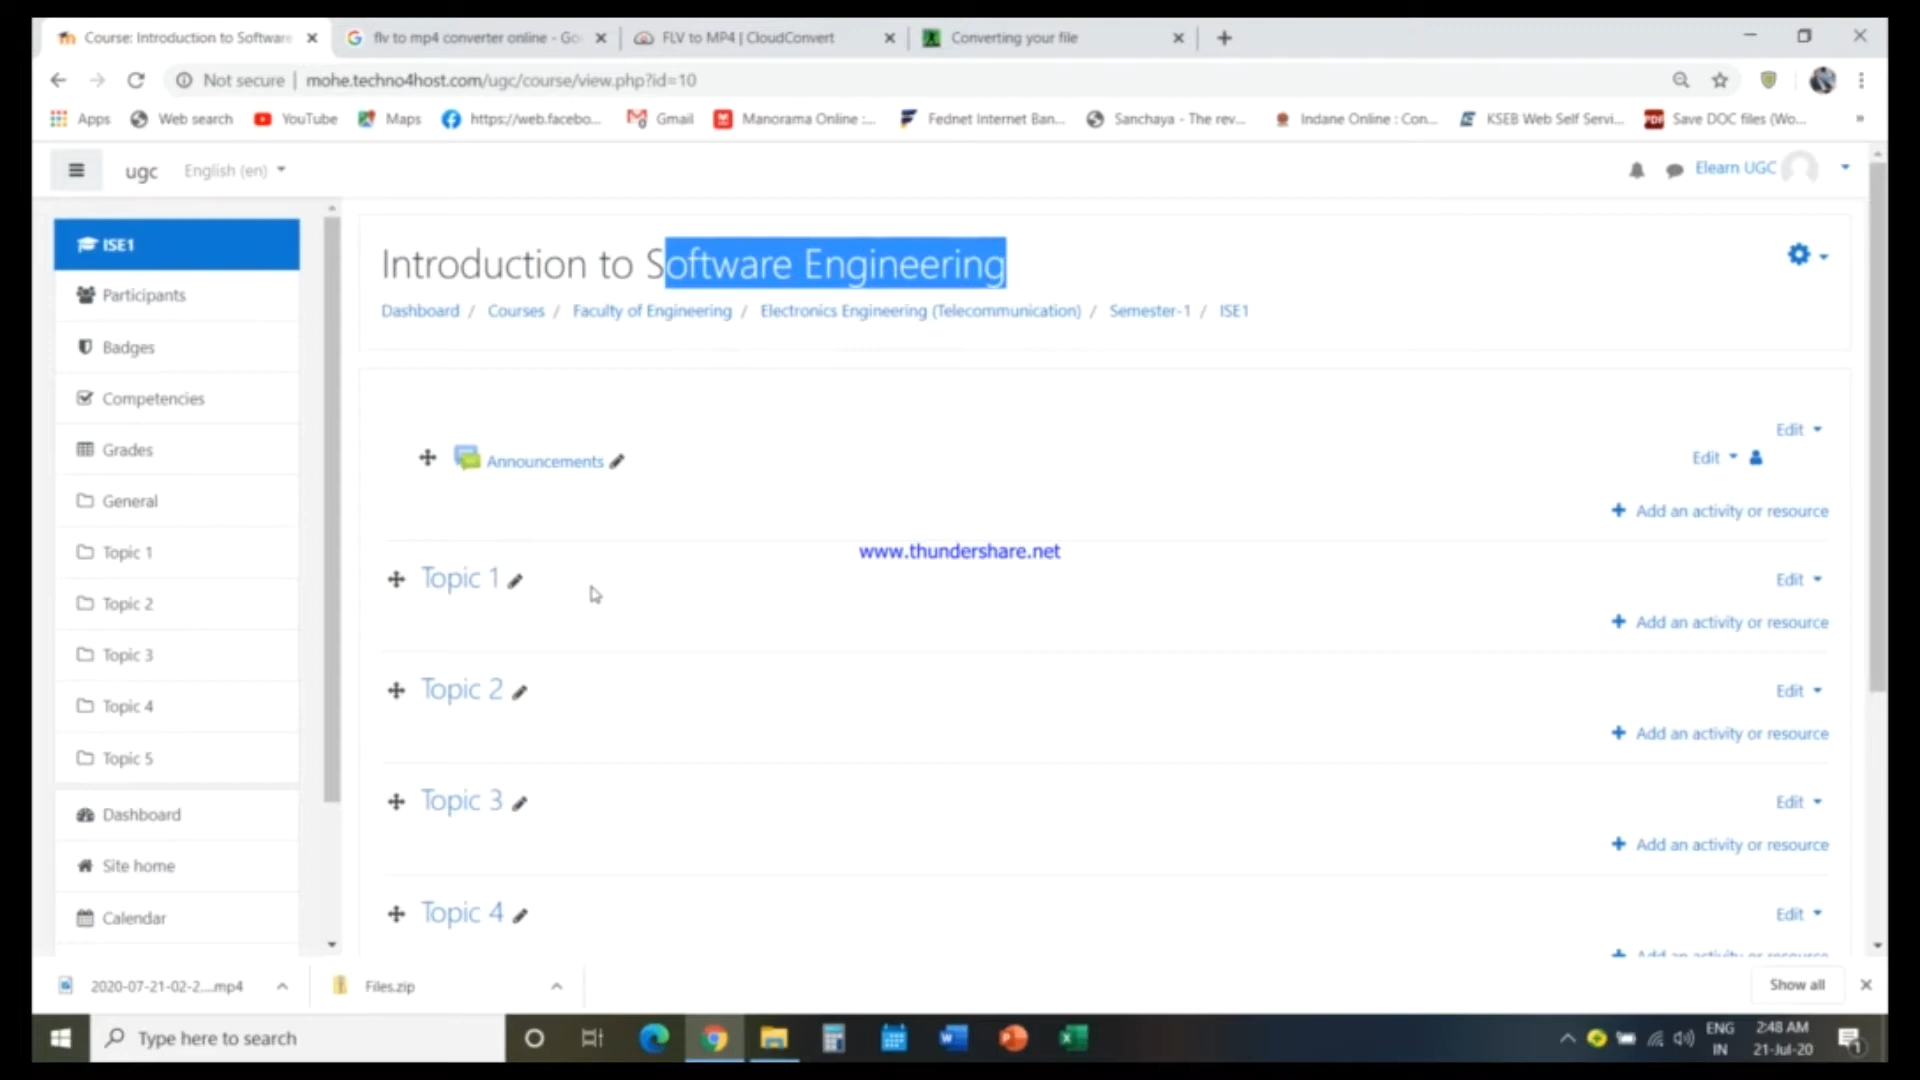 Course: Introduction to Software
flv to mp4 converter online - Go
FLV to MP4 | CloudConvert
Converting your file
Not secure | mohe.techno4host.com/ugc/course/view.php?id=10
Apps
Web search
YouTube
Maps
https://web.facebo...
Gmail
Manorama Online :...
Fednet Internet Ban...
Sanchaya - The rev...
Indane Online : Con...
KSEB Web Self Servi...
PDF
Save DOC files (Wo...
»
ugc
English (en)
Elearn UGC
ISE1
Participants
Badges
Competencies
Grades
General
Topic 1
Topic 2
Topic 3
Topic 4
Topic 5
Dashboard
Site home
Calendar
Introduction to Software Engineering
Dashboard / Courses / Faculty of Engineering / Electronics Engineering (Telecommunication) / Semester-1 / ISE1
Edit
Announcements
Edit
Add an activity or resource
www.thundershare.net
Topic 1
Edit
Add an activity or resource
Topic 2
Edit
Add an activity or resource
Topic 3
Edit
Add an activity or resource
Topic 4
Edit
Add an activity or resource
2020-07-21-02-2....mp4
Files.zip
Show all
Type here to search
ENG
IN
2:48 AM
21-Jul-20
1